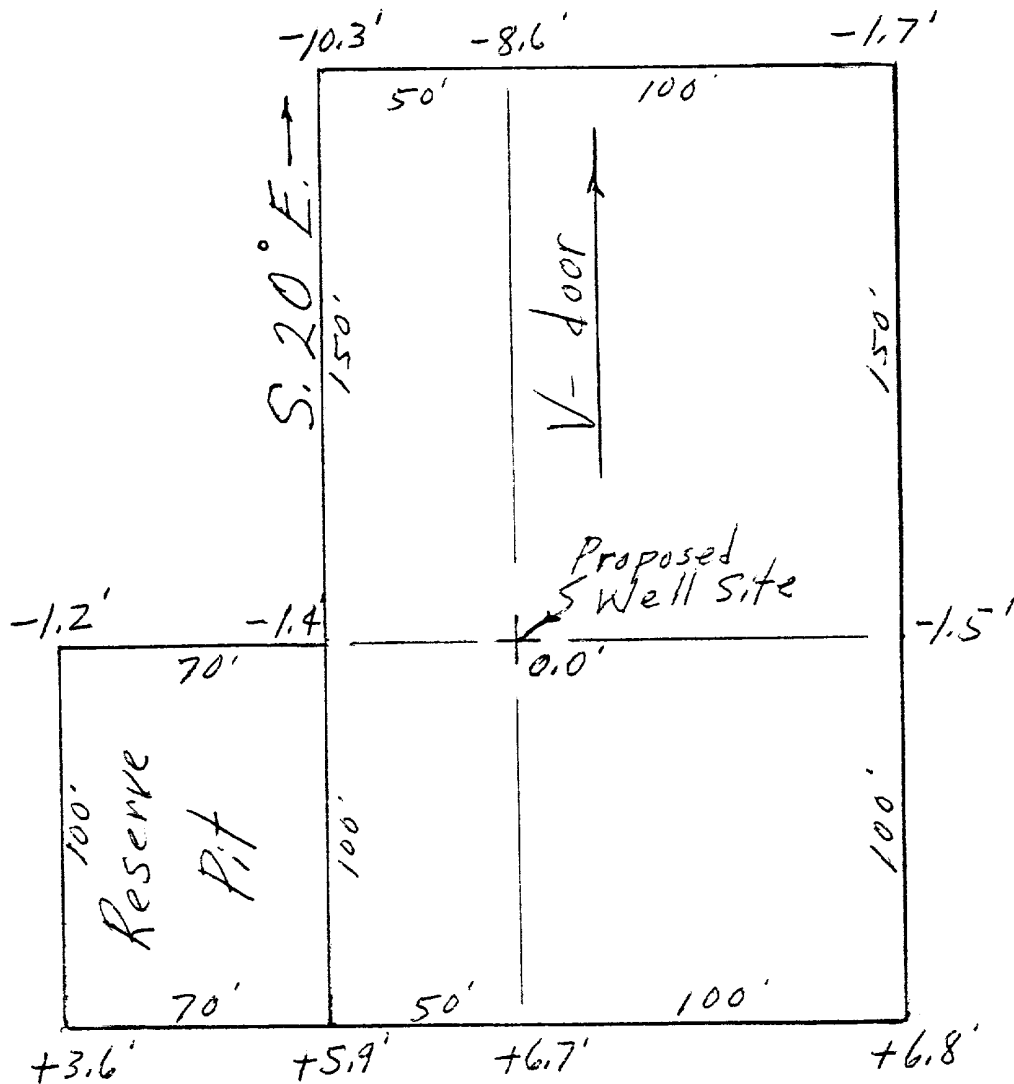 -10.3' -8.6' -1.7'
50' 100'
S. 20° E.
150'
V-door
150'
Proposed
Well Site
-1.2' -1.4' -1.5'
70' 0.0'
100'
Reserve
Pit
100'
100'
70' 50' 100'
+3.6' +5.9' +6.7' +6.8'